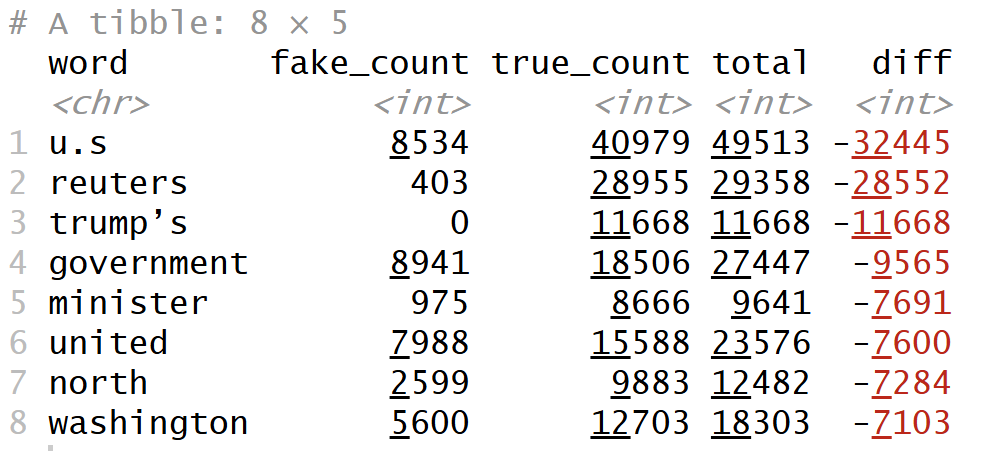 # A tibble: 8 × 5
word fake_count true_count total diff
<chr> <int> <int> <int> <int>
1 u.s 8534 40979 49513 -32445
2 reuters 403 28955 29358 -28552
3 trump’s 0 11668 11668 -11668
4 government 8941 18506 27447 -9565
5 minister 975 8666 9641 -7691
6 united 7988 15588 23576 -7600
7 north 2599 9883 12482 -7284
8 washington 5600 12703 18303 -7103